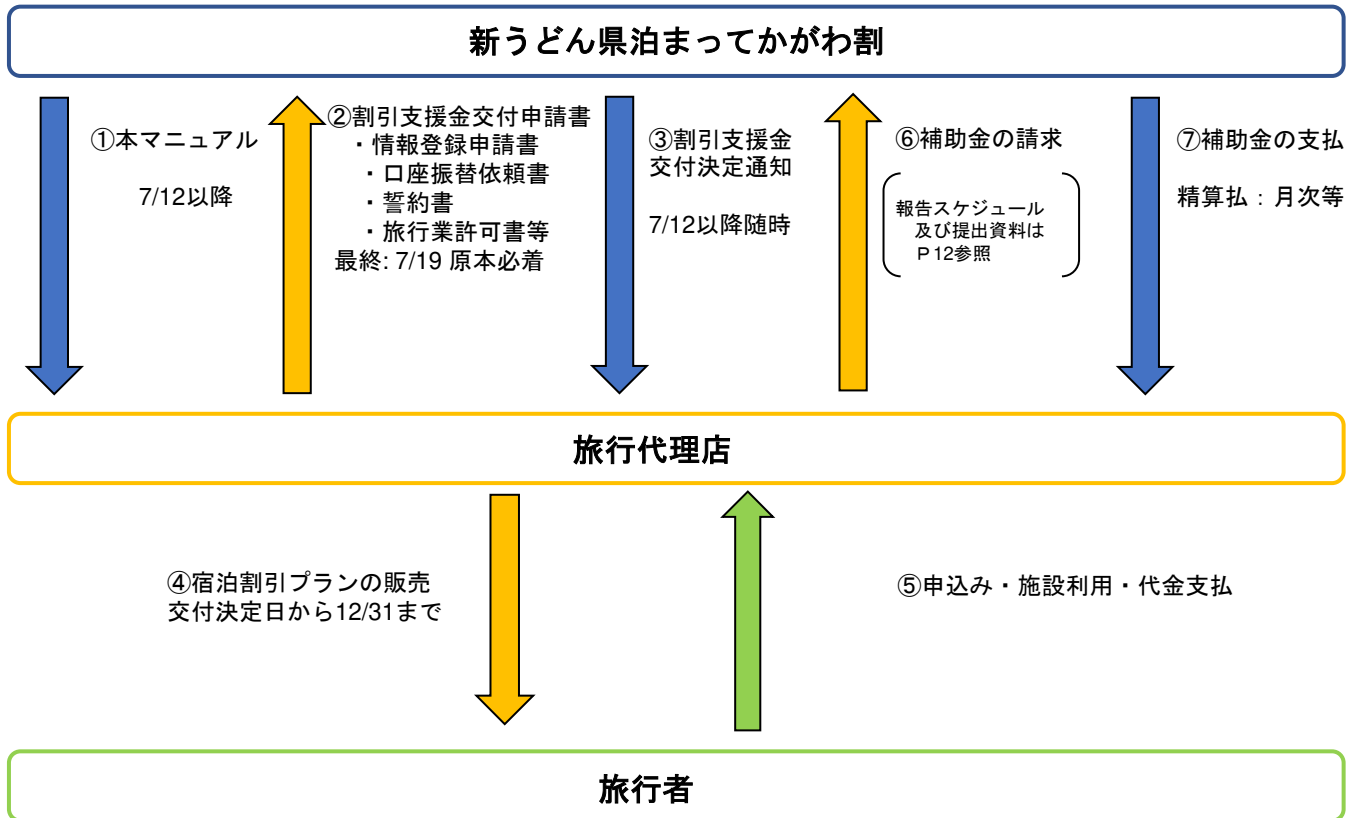 新うどん県泊まってかがわ割
①本マニュアル
7/12以降
②割引支援金交付申請書
・情報登録申請書
・口座振替依頼書
・誓約書
・旅行業許可書等
最終: 7/19 原本必着
③割引支援金
交付決定通知
7/12以降随時
⑥補助金の請求
報告スケジュール
及び提出資料は
Ｐ12参照
⑦補助金の支払
精算払：月次等
旅行代理店
④宿泊割引プランの販売
交付決定日から12/31まで
⑤申込み・施設利用・代金支払
旅行者